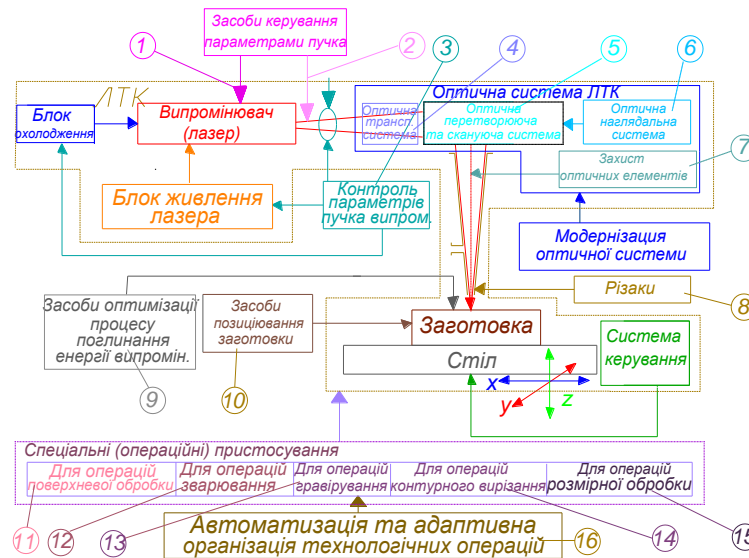 Засоби керування
параметрами пучка
1
2
3
4
5
6
ЛТК
Оптична система ЛТК
Блок
охолодження
Випромінювач
(лазер)
Оптична
трансп.
система
Оптична
перетворююча
та скануюча система
Оптична
наглядальна
система
7
Захист
оптичних елементів
Блок живлення
лазера
Контроль
параметрів
пучка випром.
Модернізація
оптичної системи
Різаки
8
Засоби оптимізації
процесу
поглинання
енергії випромін.
Засоби
позиціювання
заготовки
Заготовка
Стіл
Система
керування
x
y
z
9
10
Спеціальні (операційні) пристосування
Для операцій
поверхневої обробки
Для операцій
зварювання
Для операцій
гравірування
Для операцій
контурного вирізання
Для операцій
розмірної обробки
11
12
13
14
15
Автоматизація та адаптивна
організація технологічних операцій
16